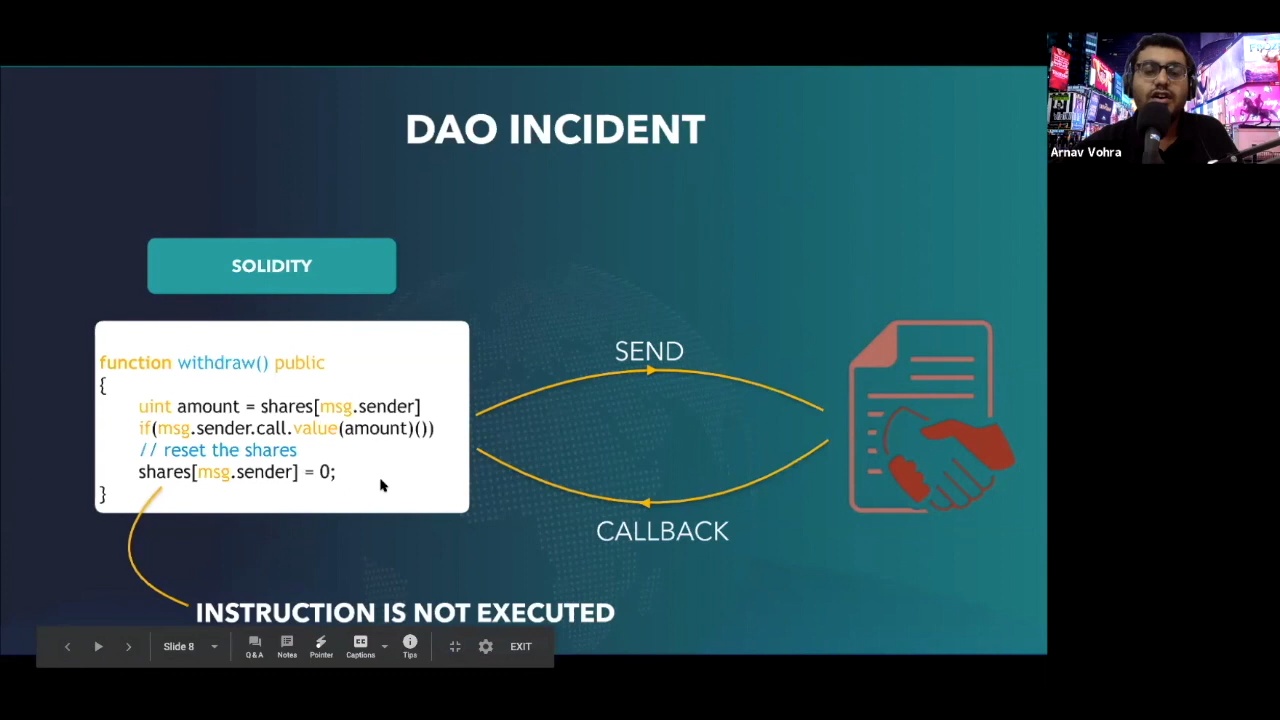 DAO INCIDENT
Arnav Vohra
SOLIDITY
function withdraw() public
{
uint amount = shares[msg.sender]
if(msg.sender.call.value(amount)())
// reset the shares
shares[msg.sender] = 0;
}
SEND
CALLBACK
INSTRUCTION IS NOT EXECUTED
Slide 8
Q&A
Notes
Pointer
CC
Captions
Tips
EXIT